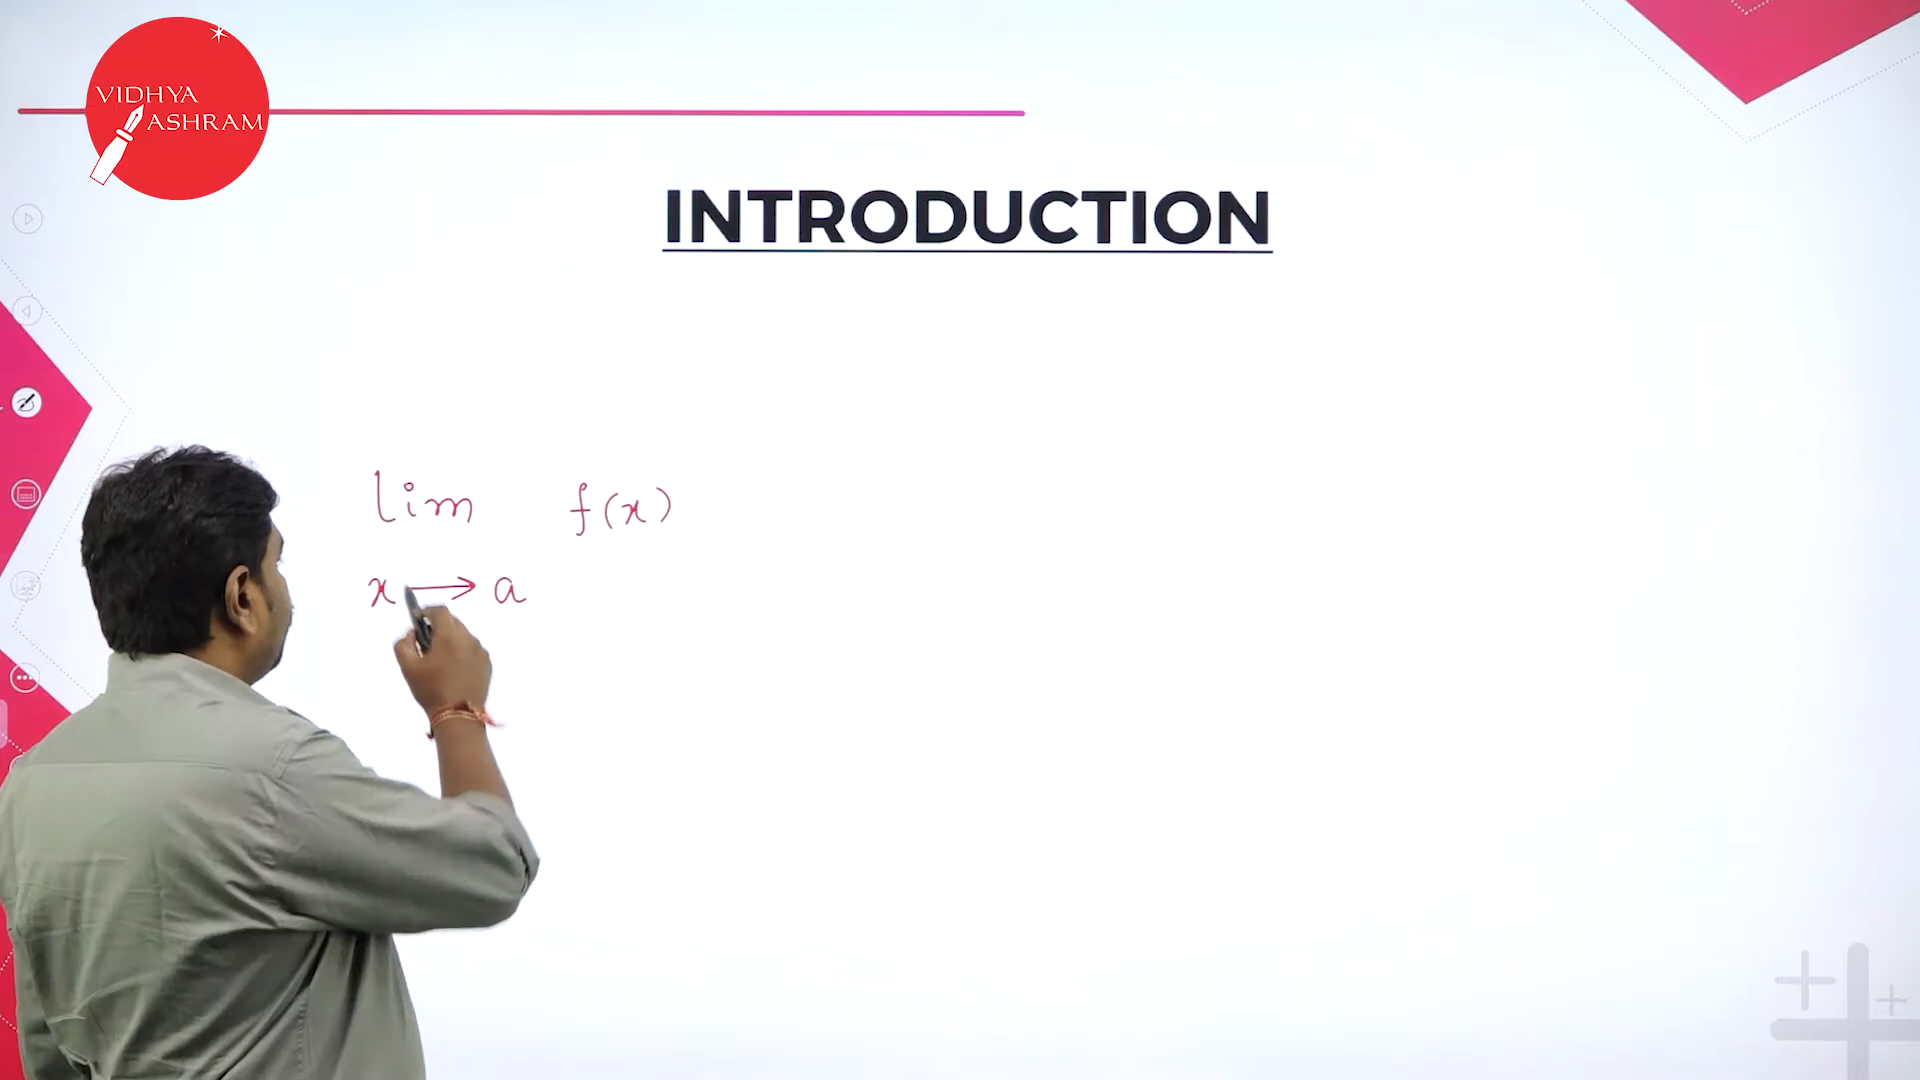 VIDHYA
ASHRAM
INTRODUCTION
lim f(x)
x → a